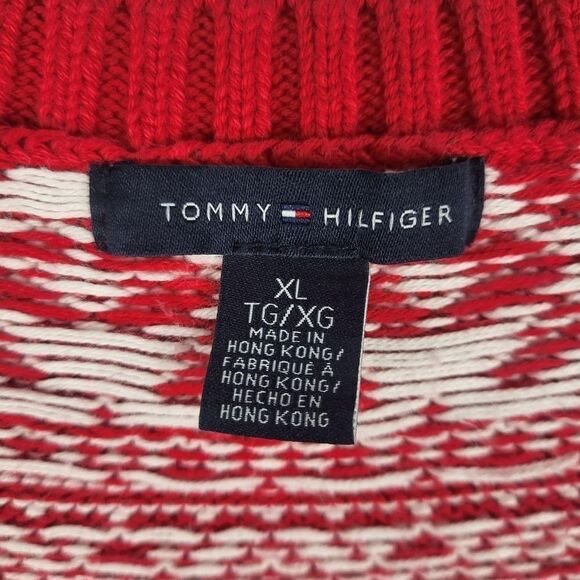 TOMMY HILFIGER
XL
TG/XG
MADE IN
HONG KONG/
FABRIQUÉ À
HONG KONG/
HECHO EN
HONG KONG